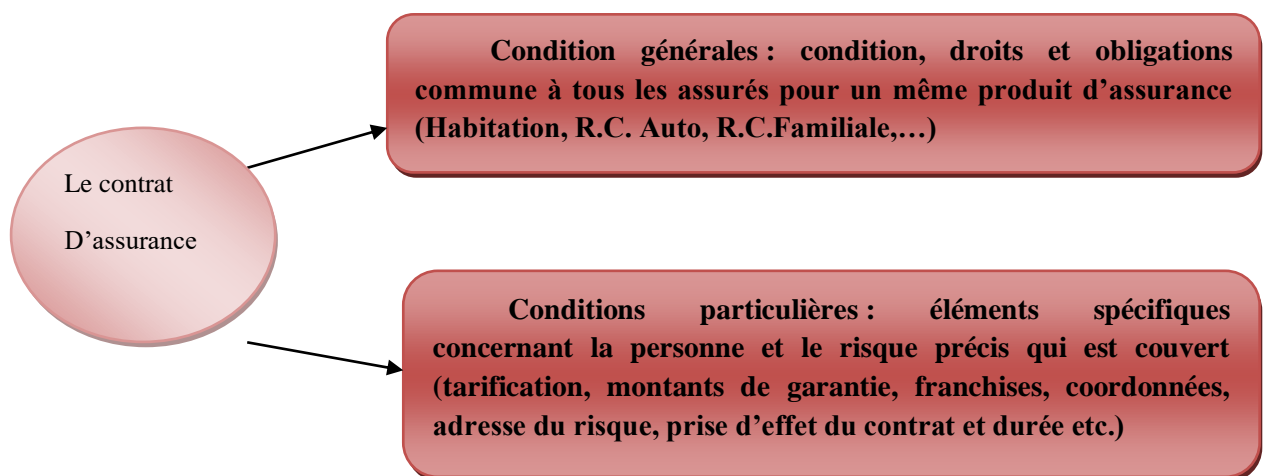 Condition générales : condition, droits et obligations
commune à tous les assurés pour un même produit d’assurance
(Habitation, R.C. Auto, R.C.Familiale,…)
Le contrat
D’assurance
Conditions particulières : éléments spécifiques
concernant la personne et le risque précis qui est couvert
(tarification, montants de garantie, franchises, coordonnées,
adresse du risque, prise d’effet du contrat et durée etc.)